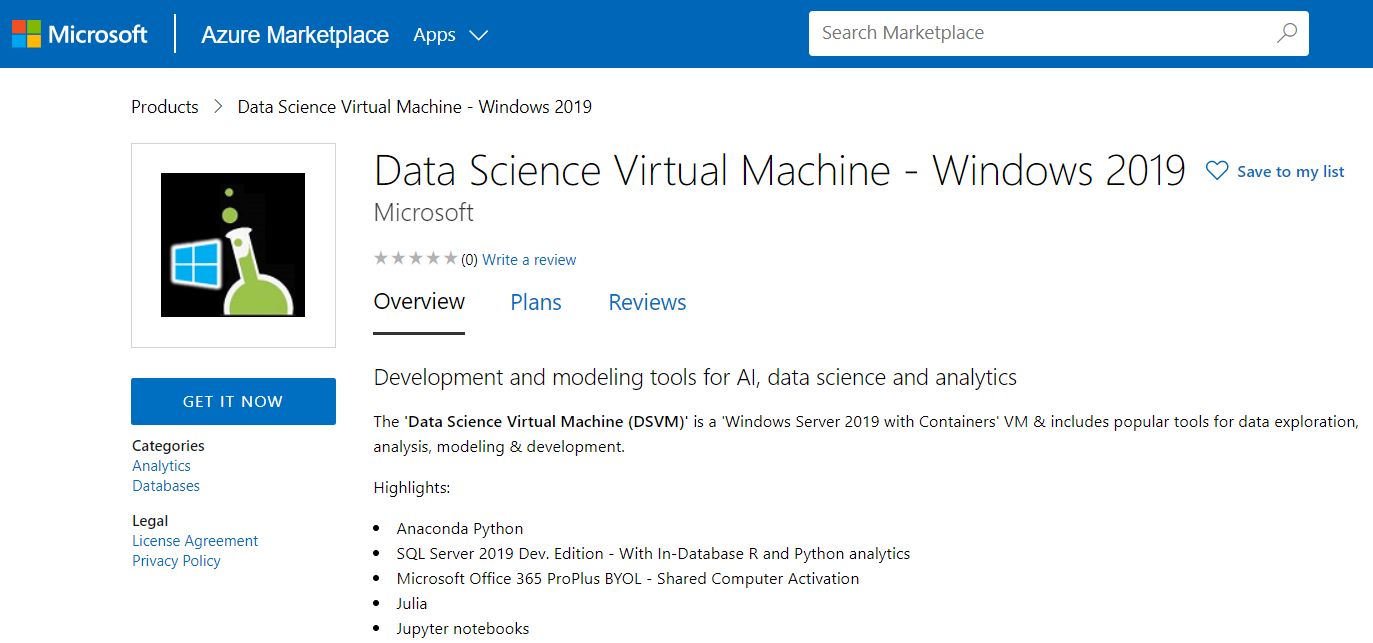 Microsoft
Azure Marketplace
Apps
Search Marketplace
Products > Data Science Virtual Machine - Windows 2019
Data Science Virtual Machine - Windows 2019
Save to my list
Microsoft
(0) Write a review
Overview
Plans
Reviews
GET IT NOW
Categories
Analytics
Databases
Legal
License Agreement
Privacy Policy
Development and modeling tools for AI, data science and analytics
The 'Data Science Virtual Machine (DSVM)' is a 'Windows Server 2019 with Containers' VM & includes popular tools for data exploration,
analysis, modeling & development.
Highlights:
• Anaconda Python
• SQL Server 2019 Dev. Edition - With In-Database R and Python analytics
• Microsoft Office 365 ProPlus BYOL - Shared Computer Activation
• Julia
• Jupyter notebooks